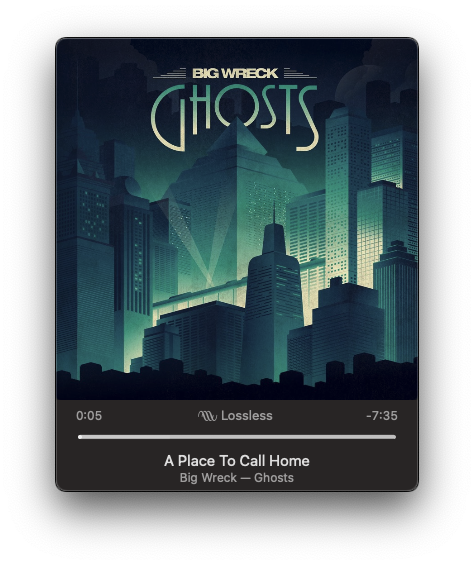 BIG WRECK
GHOSTS
0:05 Lossless -7:35
A Place To Call Home
Big Wreck — Ghosts